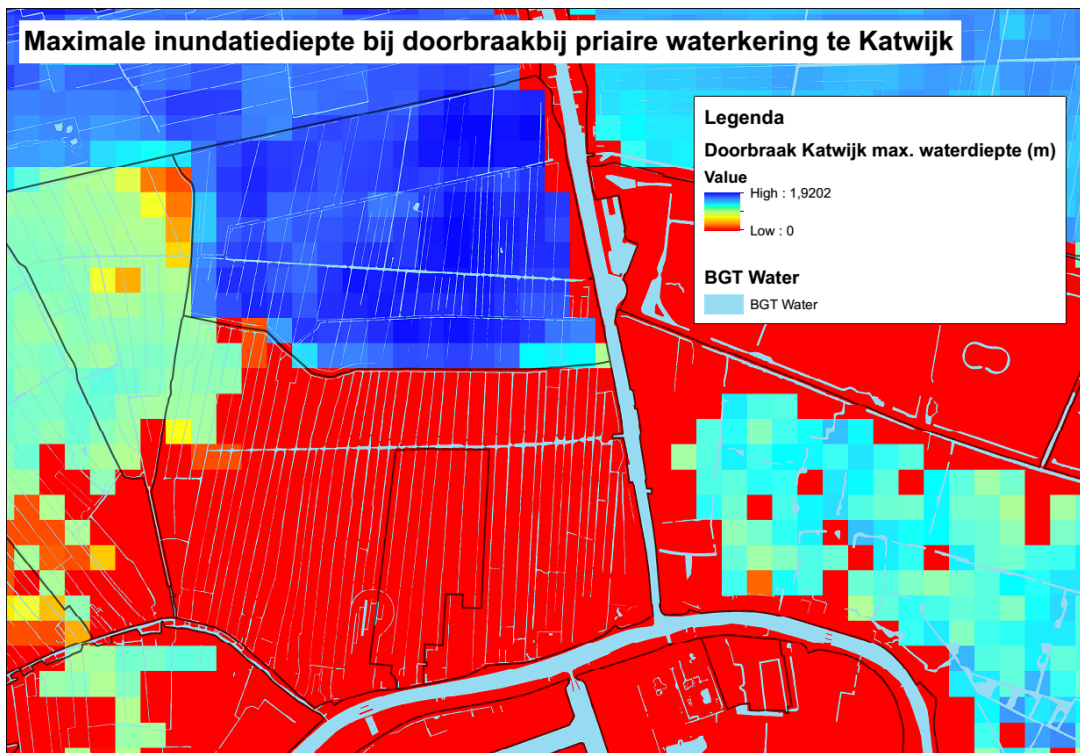 Maximale inundatiediepte bij doorbraakbij priaire waterkering te Katwijk
Legenda
Doorbraak Katwijk max. waterdiepte (m)
Value
High : 1,9202
Low : 0
BGT Water
BGT Water